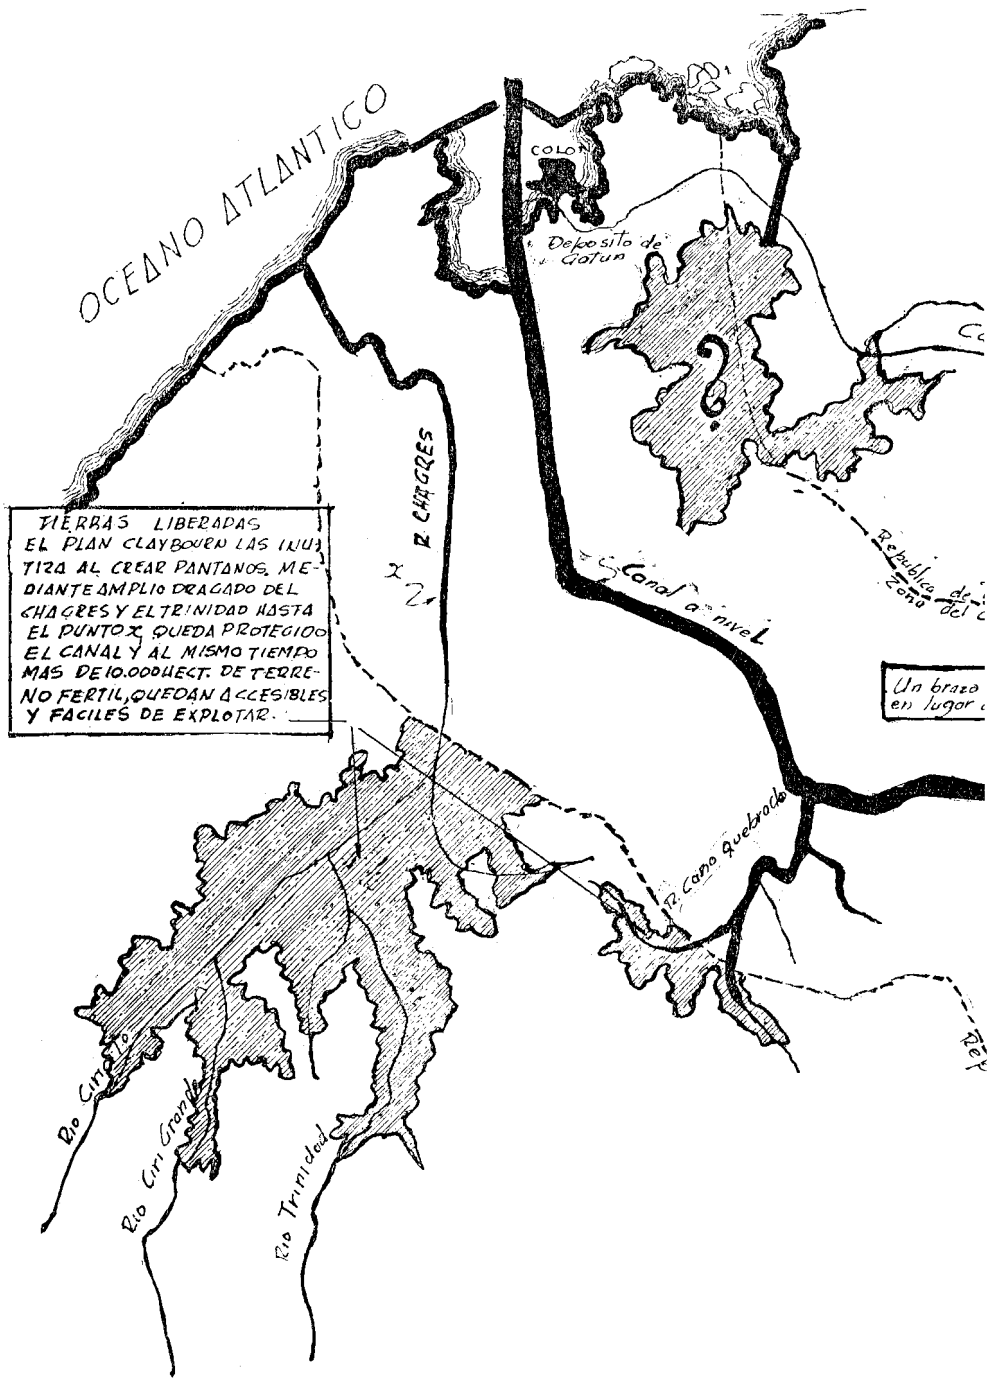 OCEANO ATLANTICO
COLON
Deposito de
Gatun
R. CHAGRES
TIERRAS LIBERADAS
EL PLAN CLAYBOURN LAS INU
TIZA AL CREAR PANTANOS. ME-
DIANTE AMPLIO DRAGADO DEL
CHAGRES Y EL TRINIDAD HASTA
EL PUNTO X, QUEDA PROTEGIDO
EL CANAL Y AL MISMO TIEMPO
MAS DE 10.000 HECT. DE TERRE-
NO FERTIL, QUEDAN ACCESIBLES
Y FACILES DE EXPLOTAR.
x
Canal a nivel
Republica de
Zona del C
Un brazo
en lugar
R. Caño Quebrado
Rep
Rio Ciricito
Rio Ciri Grande
Rio Trinidad
?